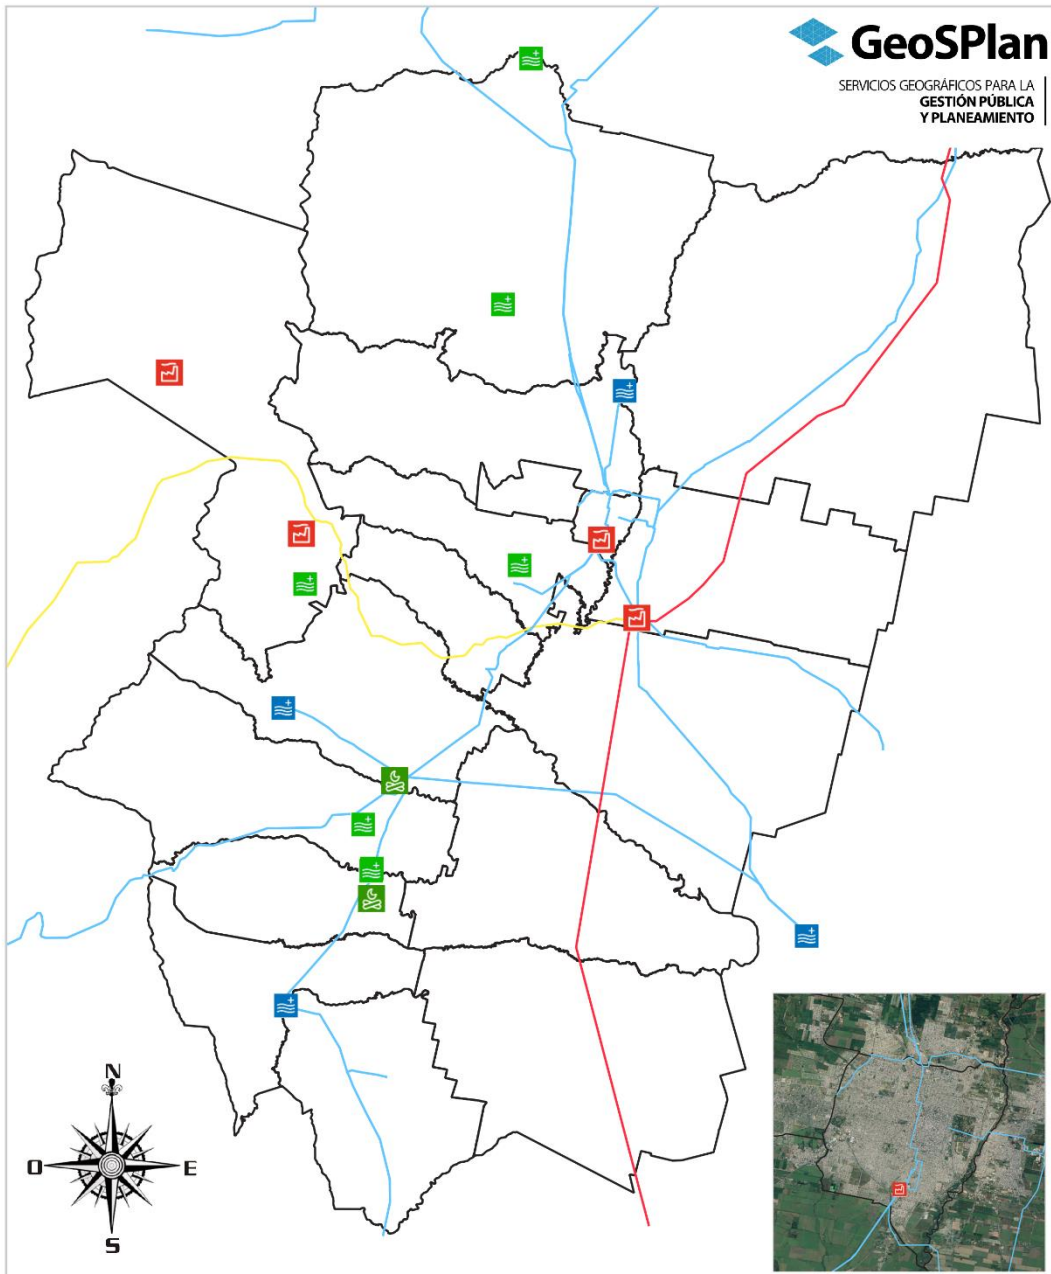 GeoSPlan
SERVICIOS GEOGRÁFICOS PARA LA
GESTIÓN PÚBLICA
Y PLANEAMIENTO
N
O
E
S